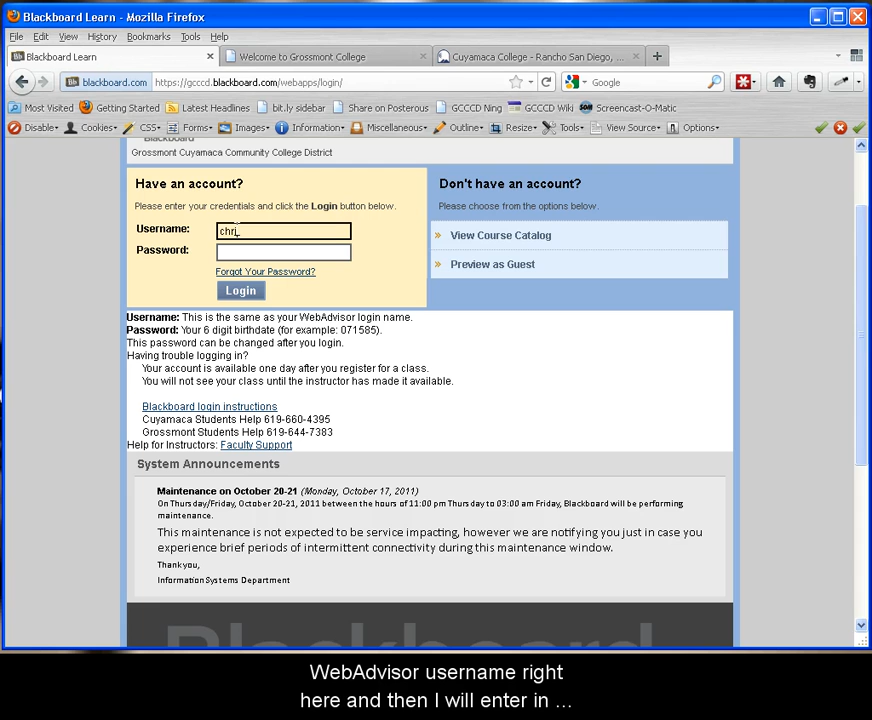 Blackboard Learn - Mozilla Firefox
File Edit View History Bookmarks Tools Help
Blackboard Learn
Welcome to Grossmont College
Cuyamaca College - Rancho San Diego, ...
blackboard.com
https://gcccd.blackboard.com/webapps/login/
Google
Most Visited Getting Started Latest Headlines bit.ly sidebar Share on Posterous GCCCD Ning GCCCD Wiki Screencast-O-Matic
Disable Cookies CSS Forms Images Information Miscellaneous Outline Resize Tools View Source Options
Blackboard
Grossmont Cuyamaca Community College District
Have an account?
Please enter your credentials and click the Login button below.
Username:
chri
Password:
Forgot Your Password?
Login
Don't have an account?
Please choose from the options below.
View Course Catalog
Preview as Guest
Username: This is the same as your WebAdvisor login name.
Password: Your 6 digit birthdate (for example: 071585).
This password can be changed after you login.
Having trouble logging in?
Your account is available one day after you register for a class.
You will not see your class until the instructor has made it available.
Blackboard login instructions
Cuyamaca Students Help 619-660-4395
Grossmont Students Help 619-644-7383
Help for Instructors: Faculty Support
System Announcements
Maintenance on October 20-21 (Monday, October 17, 2011)
On Thursday/Friday, October 20-21, 2011 between the hours of 11:00 pm Thursday to 03:00 am Friday, Blackboard will be performing
maintenance.
This maintenance is not expected to be service impacting, however we are notifying you just in case you
experience brief periods of intermittent connectivity during this maintenance window.
Thank you,
Information Systems Department
Blackboard
WebAdvisor username right
here and then I will enter in ...